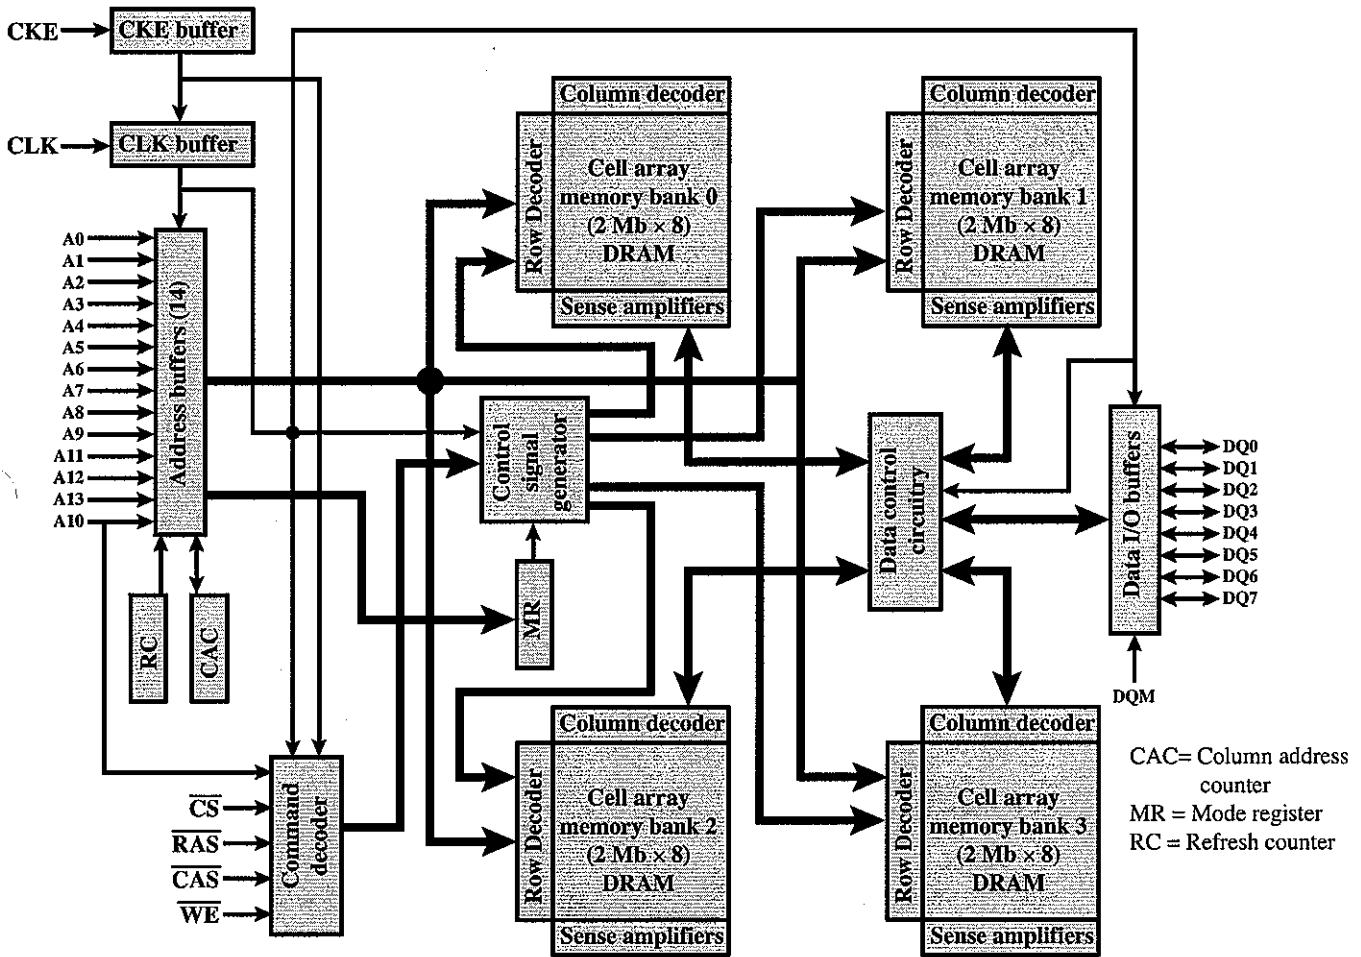 CKE
CKE buffer
CLK
CLK buffer
A0
A1
A2
A3
A4
A5
A6
A7
A8
A9
A11
A12
A13
A10
Address buffers (14)
RC
CAC
Column decoder
Row Decoder
Cell array
memory bank 0
(2 Mb × 8)
DRAM
Sense amplifiers
Column decoder
Row Decoder
Cell array
memory bank 1
(2 Mb × 8)
DRAM
Sense amplifiers
Control
signal
generator
MR
Data control
circuitry
Data I/O buffers
DQ0
DQ1
DQ2
DQ3
DQ4
DQ5
DQ6
DQ7
DQM
C̅S̅
R̅A̅S̅
C̅A̅S̅
W̅E̅
Command
decoder
Column decoder
Row Decoder
Cell array
memory bank 2
(2 Mb × 8)
DRAM
Sense amplifiers
Column decoder
Row Decoder
Cell array
memory bank 3
(2 Mb × 8)
DRAM
Sense amplifiers
CAC= Column address
counter
MR = Mode register
RC = Refresh counter